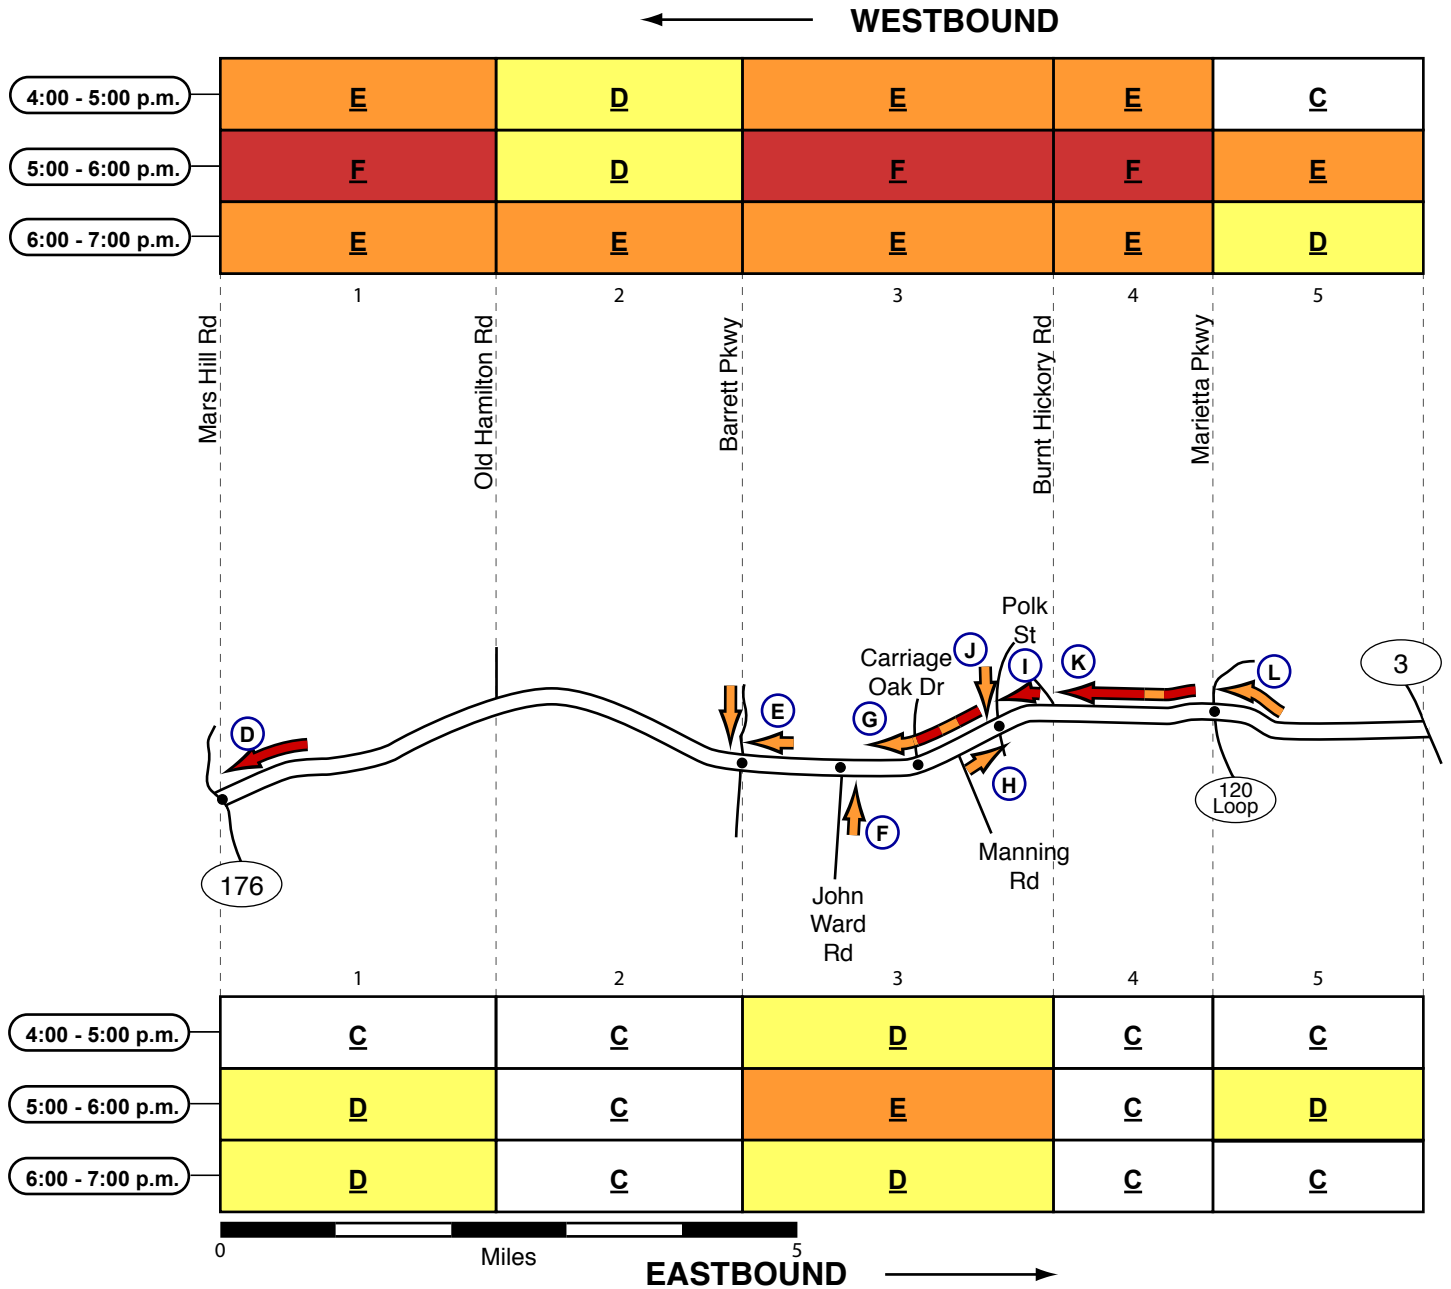 WESTBOUND
4:00 - 5:00 p.m. E D E E C
5:00 - 6:00 p.m. F D F F E
6:00 - 7:00 p.m. E E E E D
1 2 3 4 5
Mars Hill Rd
Old Hamilton Rd
Barrett Pkwy
Burnt Hickory Rd
Marietta Pkwy
Polk
St
Carriage
Oak Dr
J
I
K
L
3
D
E
G
H
F
120
Loop
176
Manning
Rd
John
Ward
Rd
1 2 3 4 5
4:00 - 5:00 p.m. C C D C C
5:00 - 6:00 p.m. D C E C D
6:00 - 7:00 p.m. D C D C C
0 5
Miles
EASTBOUND